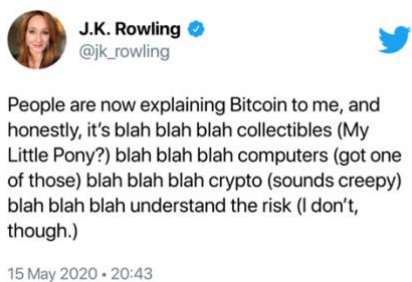 J.K. Rowling
@jk_rowling
People are now explaining Bitcoin to me, and
honestly, it's blah blah blah collectibles (My
Little Pony?) blah blah blah computers (got one
of those) blah blah blah crypto (sounds creepy)
blah blah blah understand the risk (I don't,
though.)
15 May 2020 • 20:43